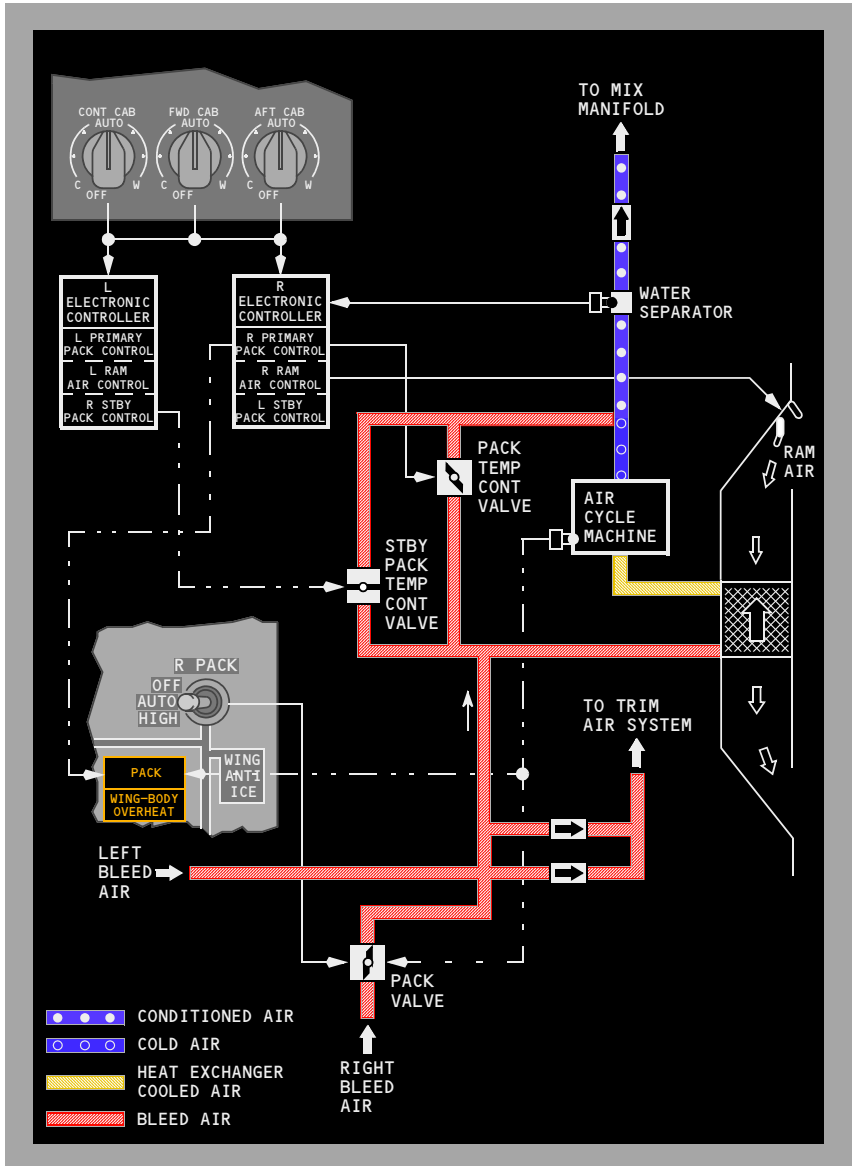 CONT CAB
AUTO
C
W
OFF
FWD CAB
AUTO
C
W
OFF
AFT CAB
AUTO
C
W
OFF
TO MIX
MANIFOLD
L
ELECTRONIC
CONTROLLER
L PRIMARY
PACK CONTROL
L RAM
AIR CONTROL
R STBY
PACK CONTROL
R
ELECTRONIC
CONTROLLER
R PRIMARY
PACK CONTROL
R RAM
AIR CONTROL
L STBY
PACK CONTROL
WATER
SEPARATOR
RAM
AIR
PACK
TEMP
CONT
VALVE
AIR
CYCLE
MACHINE
STBY
PACK
TEMP
CONT
VALVE
R PACK
OFF
AUTO
HIGH
WING
ANTI
ICE
PACK
WING-BODY
OVERHEAT
TO TRIM
AIR SYSTEM
LEFT
BLEED
AIR
PACK
VALVE
RIGHT
BLEED
AIR
CONDITIONED AIR
COLD AIR
HEAT EXCHANGER
COOLED AIR
BLEED AIR